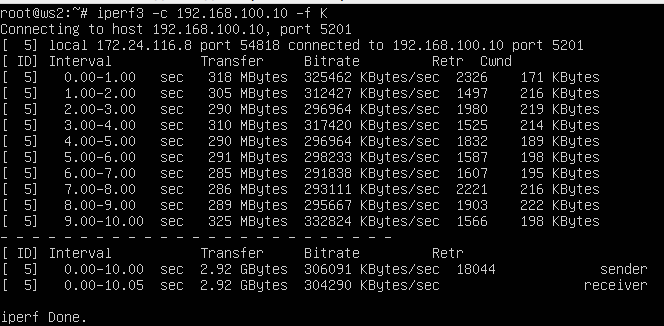 root@ws2:~# iperf3 -c 192.168.100.10 -f K
Connecting to host 192.168.100.10, port 5201
[  5] local 172.24.116.8 port 54818 connected to 192.168.100.10 port 5201
[ ID] Interval           Transfer     Bitrate         Retr  Cwnd
[  5]   0.00-1.00   sec   318 MBytes  325462 KBytes/sec  2326    171 KBytes
[  5]   1.00-2.00   sec   305 MBytes  312427 KBytes/sec  1497    216 KBytes
[  5]   2.00-3.00   sec   290 MBytes  296964 KBytes/sec  1980    219 KBytes
[  5]   3.00-4.00   sec   310 MBytes  317420 KBytes/sec  1525    214 KBytes
[  5]   4.00-5.00   sec   290 MBytes  296964 KBytes/sec  1832    189 KBytes
[  5]   5.00-6.00   sec   291 MBytes  298233 KBytes/sec  1587    198 KBytes
[  5]   6.00-7.00   sec   285 MBytes  291838 KBytes/sec  1607    195 KBytes
[  5]   7.00-8.00   sec   286 MBytes  293111 KBytes/sec  2221    216 KBytes
[  5]   8.00-9.00   sec   289 MBytes  295667 KBytes/sec  1903    222 KBytes
[  5]   9.00-10.00  sec   325 MBytes  332824 KBytes/sec  1566    198 KBytes
- - - - - - - - - - - - - - - - - - - - - - - - -
[ ID] Interval           Transfer     Bitrate         Retr
[  5]   0.00-10.00  sec  2.92 GBytes  306091 KBytes/sec  18044             sender
[  5]   0.00-10.05  sec  2.92 GBytes  304290 KBytes/sec                  receiver
iperf Done.